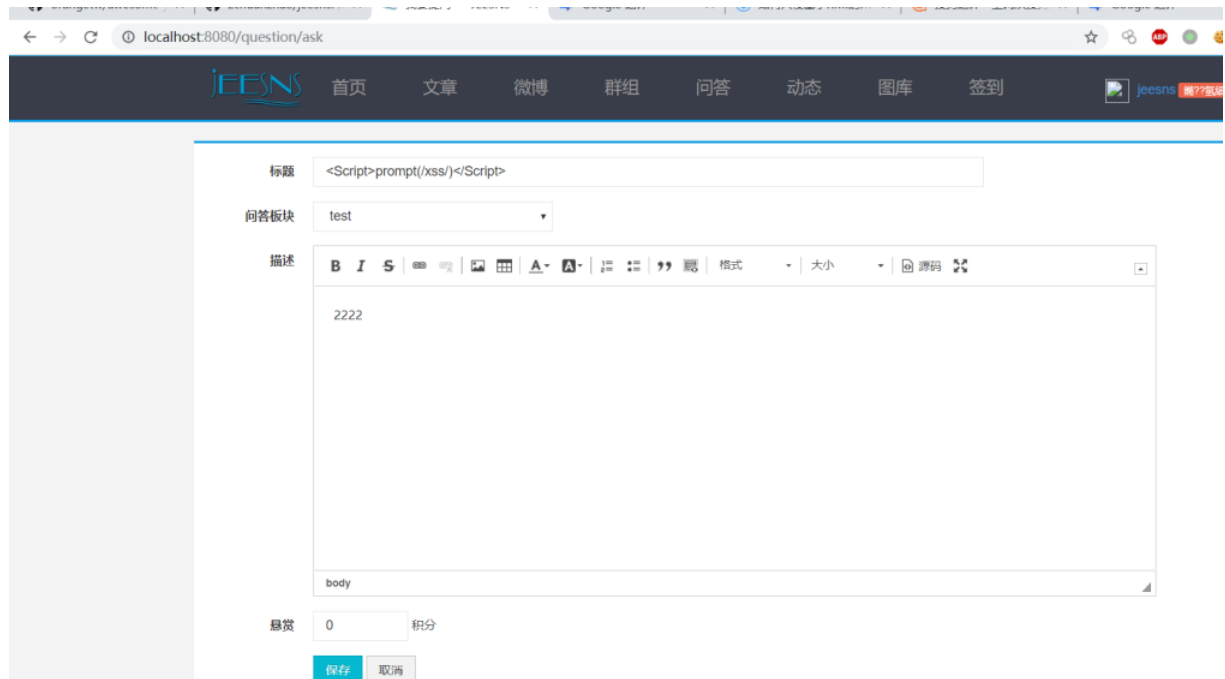 localhost:8080/question/ask
jEESNS 首页 文章 微博 群组 问答 动态 图库 签到 jeesns
标题 <Script>prompt(/xss/)</Script>
问答板块 test
描述 B I S A A 格式 大小 源码
2222
body
悬赏 0 积分
保存 取消